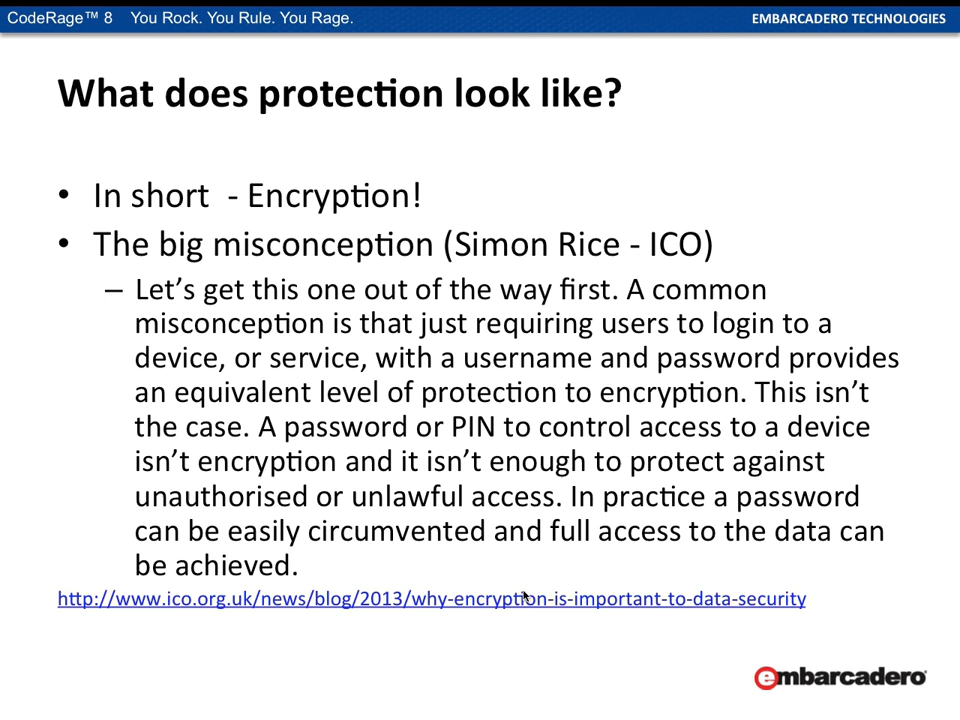 CodeRage™ 8 You Rock. You Rule. You Rage.
EMBARCADERO TECHNOLOGIES
What does protection look like?
• In short - Encryption!
• The big misconception (Simon Rice - ICO)
– Let’s get this one out of the way first. A common
misconception is that just requiring users to login to a
device, or service, with a username and password provides
an equivalent level of protection to encryption. This isn’t
the case. A password or PIN to control access to a device
isn’t encryption and it isn’t enough to protect against
unauthorised or unlawful access. In practice a password
can be easily circumvented and full access to the data can
be achieved.
http://www.ico.org.uk/news/blog/2013/why-encryption-is-important-to-data-security
embarcadero